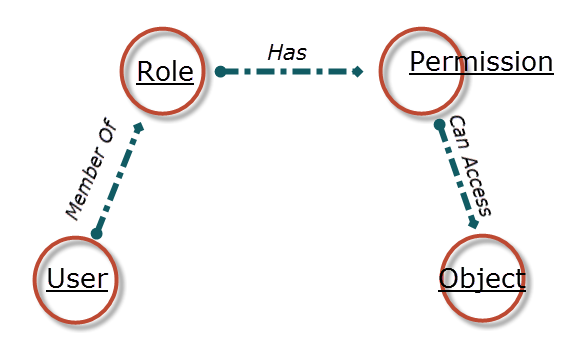 Has
Role
Permission
Member Of
Can Access
User
Object